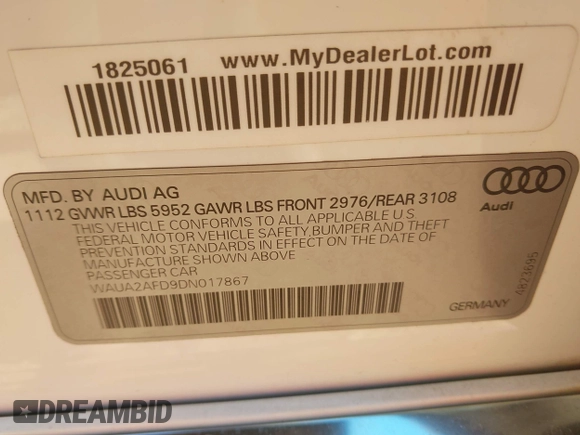 1825061 www.MyDealerLot.com
MFD. BY AUDI AG
1112 GVWR LBS 5952 GAWR LBS FRONT 2976/REAR 3108
THIS VEHICLE CONFORMS TO ALL APPLICABLE U S
FEDERAL MOTOR VEHICLE SAFETY,BUMPER AND THEFT
PREVENTION STANDARDS IN EFFECT ON THE DATE OF
MANUFACTURE SHOWN ABOVE
PASSENGER CAR
WAUA2AFD9DN017867
Audi
GERMANY
4823695
DREAMBID